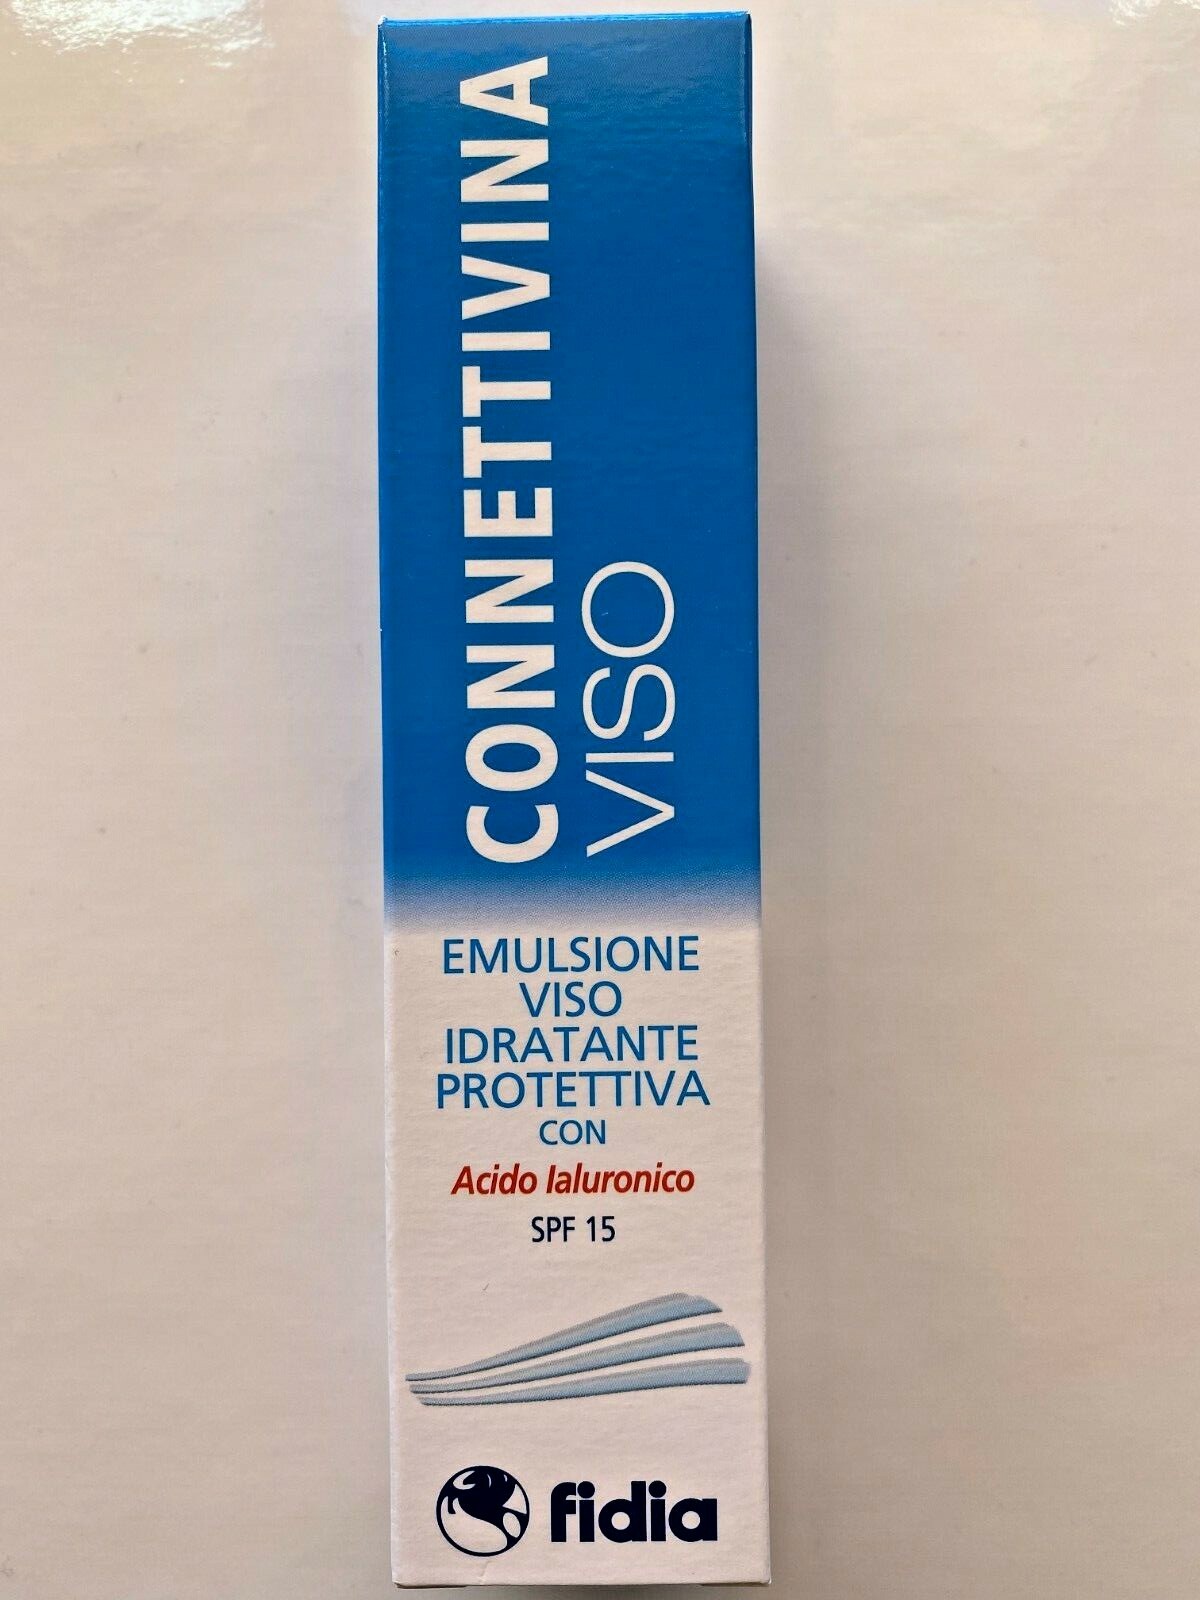 CONNETTIVINA
VISO
EMULSIONE
VISO
IDRATANTE
PROTETTIVA
CON
Acido Ialuronico
SPF 15
fidia